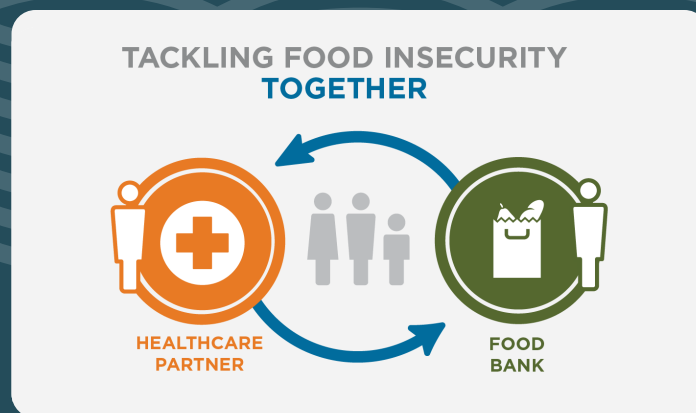 TACKLING FOOD INSECURITY
TOGETHER
HEALTHCARE
PARTNER
FOOD
BANK